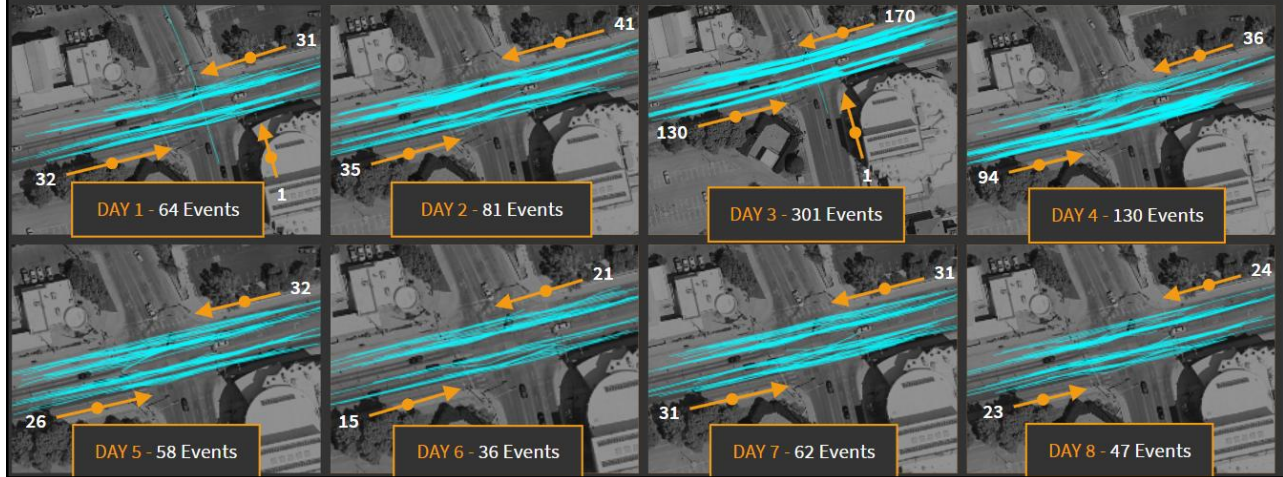 31
32
1
DAY 1 - 64 Events
41
35
DAY 2 - 81 Events
170
130
1
DAY 3 - 301 Events
36
94
DAY 4 - 130 Events
32
26
DAY 5 - 58 Events
21
15
DAY 6 - 36 Events
31
31
DAY 7 - 62 Events
24
23
DAY 8 - 47 Events